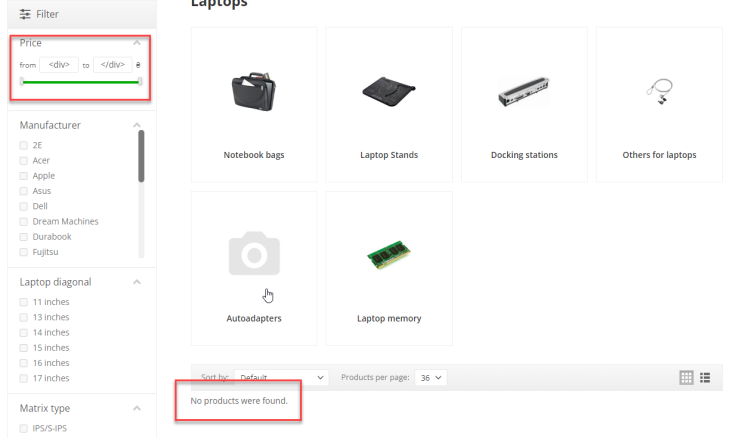 Laptops
Filter
Price
from <div> to </div> ₴
Manufacturer
2E
Acer
Apple
Asus
Dell
Dream Machines
Durabook
Fujitsu
Laptop diagonal
11 inches
13 inches
14 inches
15 inches
16 inches
17 inches
Matrix type
IPS/S-IPS
Notebook bags
Laptop Stands
Docking stations
Others for laptops
Autoadapters
Laptop memory
Sort by: Default Products per page: 36
No products were found.